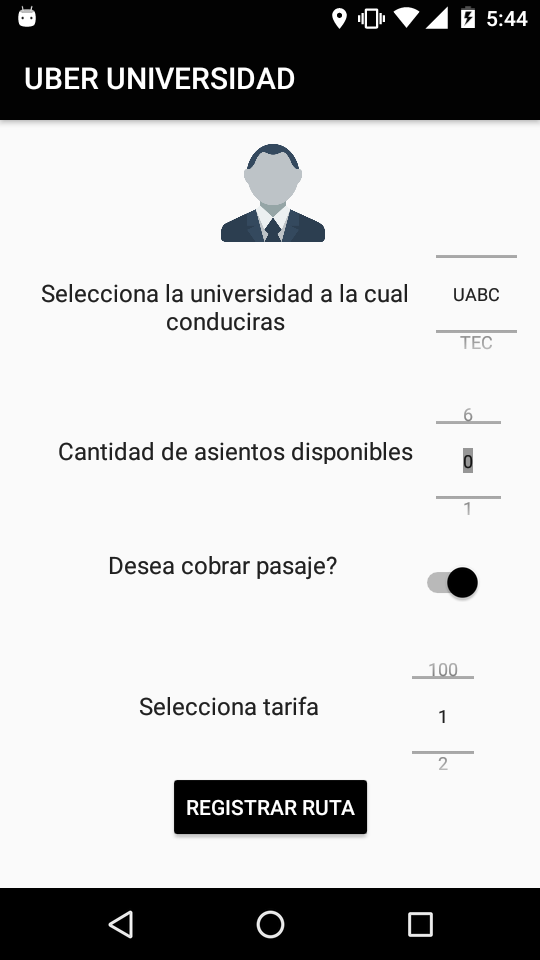 5:44
UBER UNIVERSIDAD
Selecciona la universidad a la cual
conduciras
UABC
TEC
6
Cantidad de asientos disponibles
0
1
Desea cobrar pasaje?
100
Selecciona tarifa
1
2
REGISTRAR RUTA